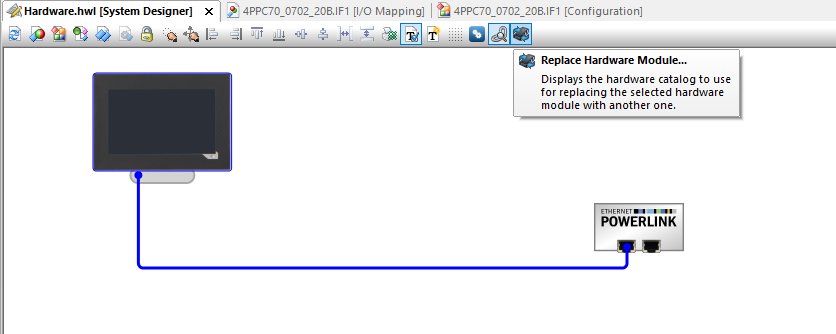 Hardware.hwl [System Designer]
4PPC70_0702_20B.IF1 [I/O Mapping]
4PPC70_0702_20B.IF1 [Configuration]
Replace Hardware Module...
Displays the hardware catalog to use
for replacing the selected hardware
module with another one.
ETHERNET
POWERLINK